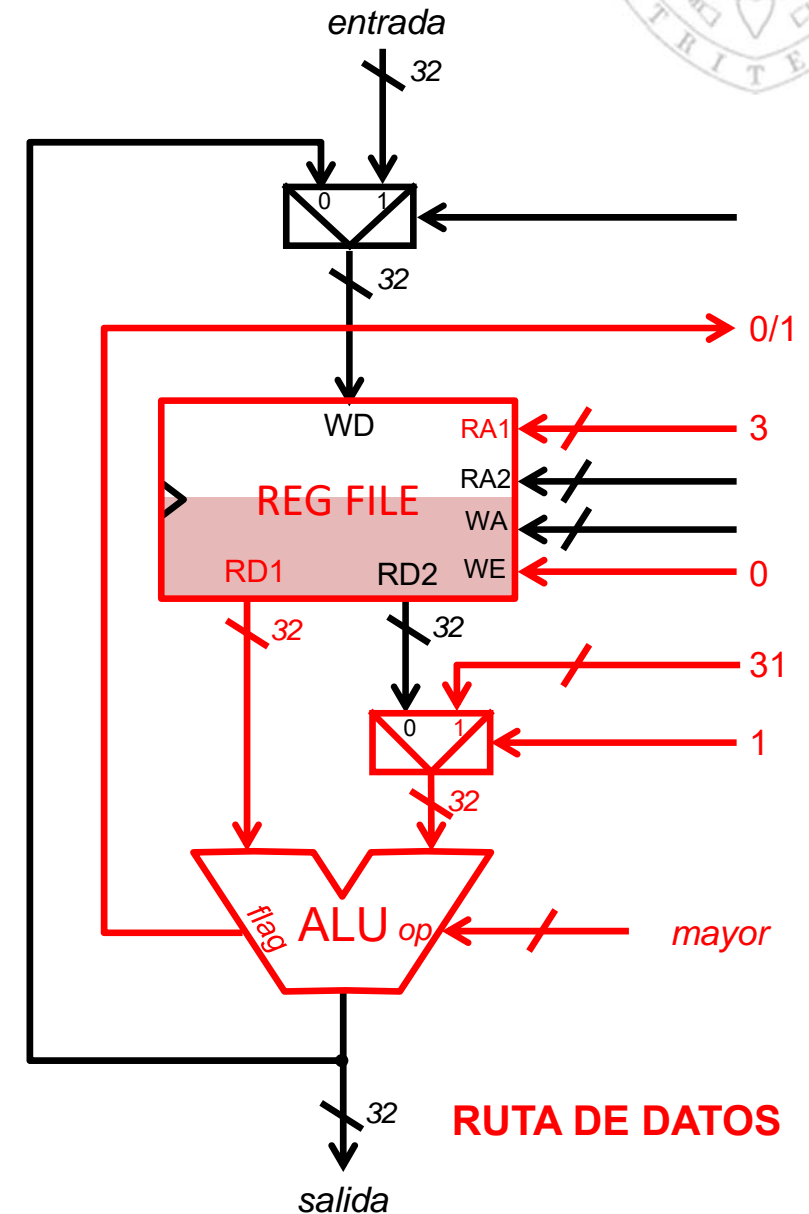 entrada
32
0 1
32
0/1
WD
RA1
3
RA2
REG FILE
WA
RD1
RD2
WE
0
32
32
31
0 1
1
32
flag
ALU
op
mayor
32
RUTA DE DATOS
salida
T R I T E